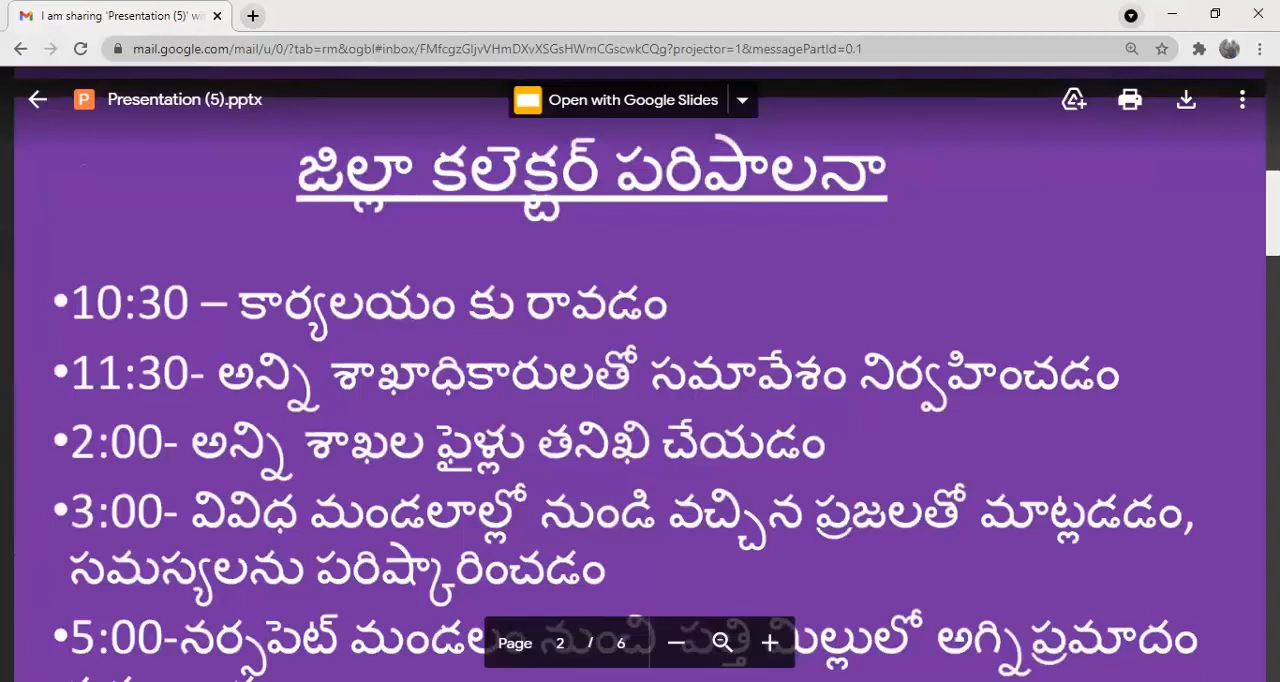 I am sharing 'Presentation (5)' wi
mail.google.com/mail/u/0/?tab=rm&ogbl#inbox/FMfcgzGljvVHmDXvXSGsHWmCGscwkCQg?projector=1&messagePartId=0.1
Presentation (5).pptx
Open with Google Slides
జిల్లా కలెక్టర్ పరిపాలనా
•10:30 – కార్యలయం కు రావడం
•11:30- అన్ని శాఖాధికారులతో సమావేశం నిర్వహించడం
•2:00- అన్ని శాఖల ఫైళ్లు తనిఖి చేయడం
•3:00- వివిధ మండలాల్లో నుండి వచ్చిన ప్రజలతో మాట్లడడం,
సమస్యలను పరిష్కారించడం
•5:00-నర్సపెట్ మండలం నుంచి పత్తి మిల్లులో అగ్ని ప్రమాదం
Page 2 / 6